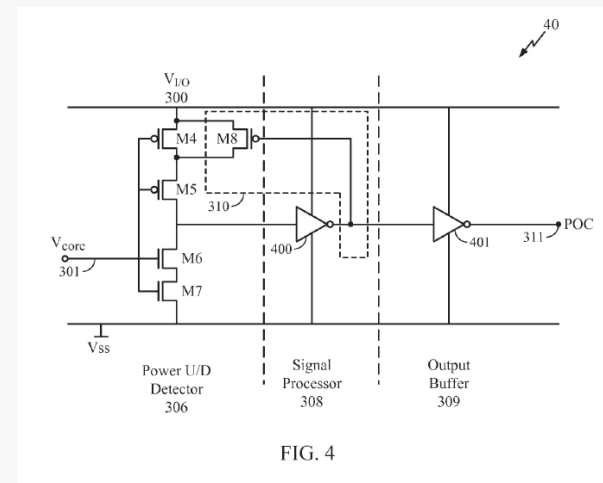 40
V_I/O
300
M4
M8
M5
310
V_core
301
M6
M7
400
401
311
POC
Vss
Power U/D
Detector
306
Signal
Processor
308
Output
Buffer
309
FIG. 4